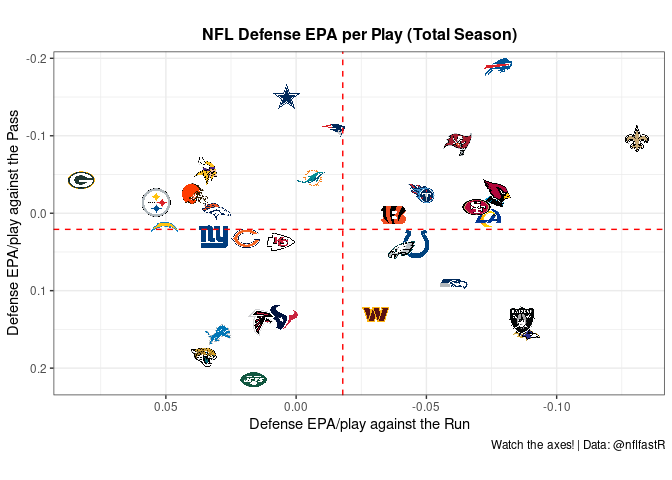 NFL Defense EPA per Play (Total Season)
Defense EPA/play against the Pass
-0.2
-0.1
0.0
0.1
0.2
0.05
0.00
-0.05
-0.10
Defense EPA/play against the Run
Watch the axes! | Data: @nflfastR